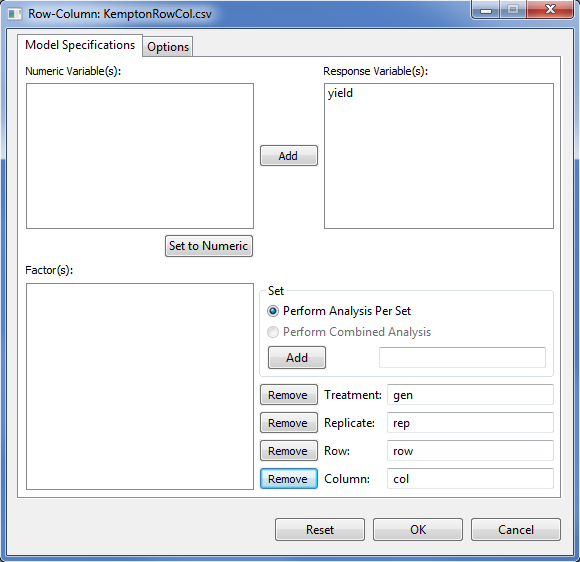 Row-Column: KemptonRowCol.csv
Model Specifications Options
Numeric Variable(s): Response Variable(s):
yield
Add
Set to Numeric
Factor(s):
Set
Perform Analysis Per Set
Perform Combined Analysis
Add
Remove Treatment: gen
Remove Replicate: rep
Remove Row: row
Remove Column: col
Reset OK Cancel